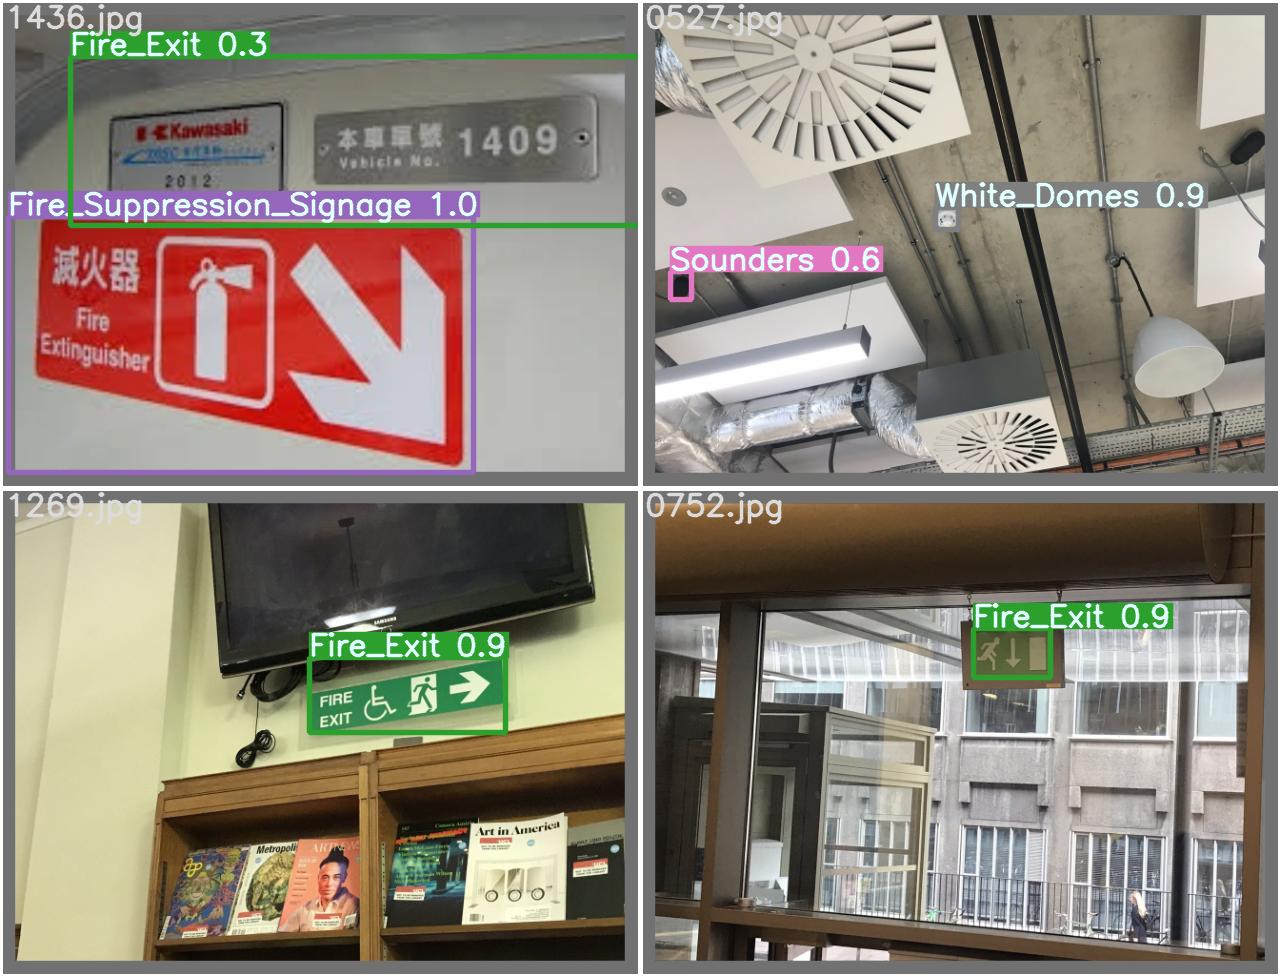 1436.jpg
Fire_Exit 0.3
Kawasaki
2012
本車車號 1409
Vehicle No.
Fire_Suppression_Signage 1.0
滅火器
Fire
Extinguisher
0527.jpg
White_Domes 0.9
Sounders 0.6
1269.jpg
SAMSUNG
Fire_Exit 0.9
FIRE
EXIT
Metropolis
ARTNEWS
Art in America
UCL
0752.jpg
Fire_Exit 0.9